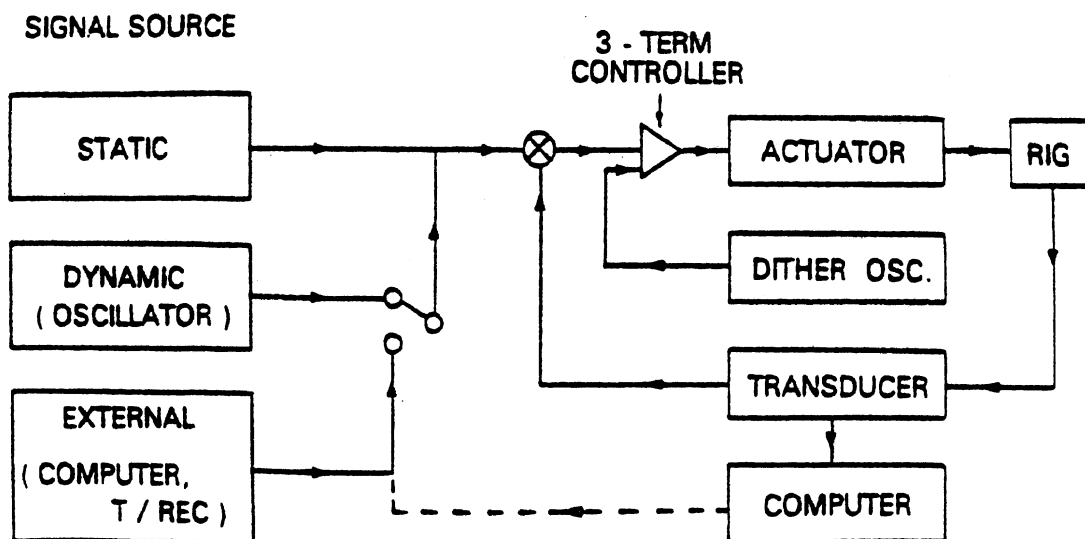 SIGNAL SOURCE
3 - TERM
CONTROLLER
STATIC
ACTUATOR
RIG
DYNAMIC
( OSCILLATOR )
DITHER OSC.
TRANSDUCER
EXTERNAL
( COMPUTER,
T / REC )
COMPUTER